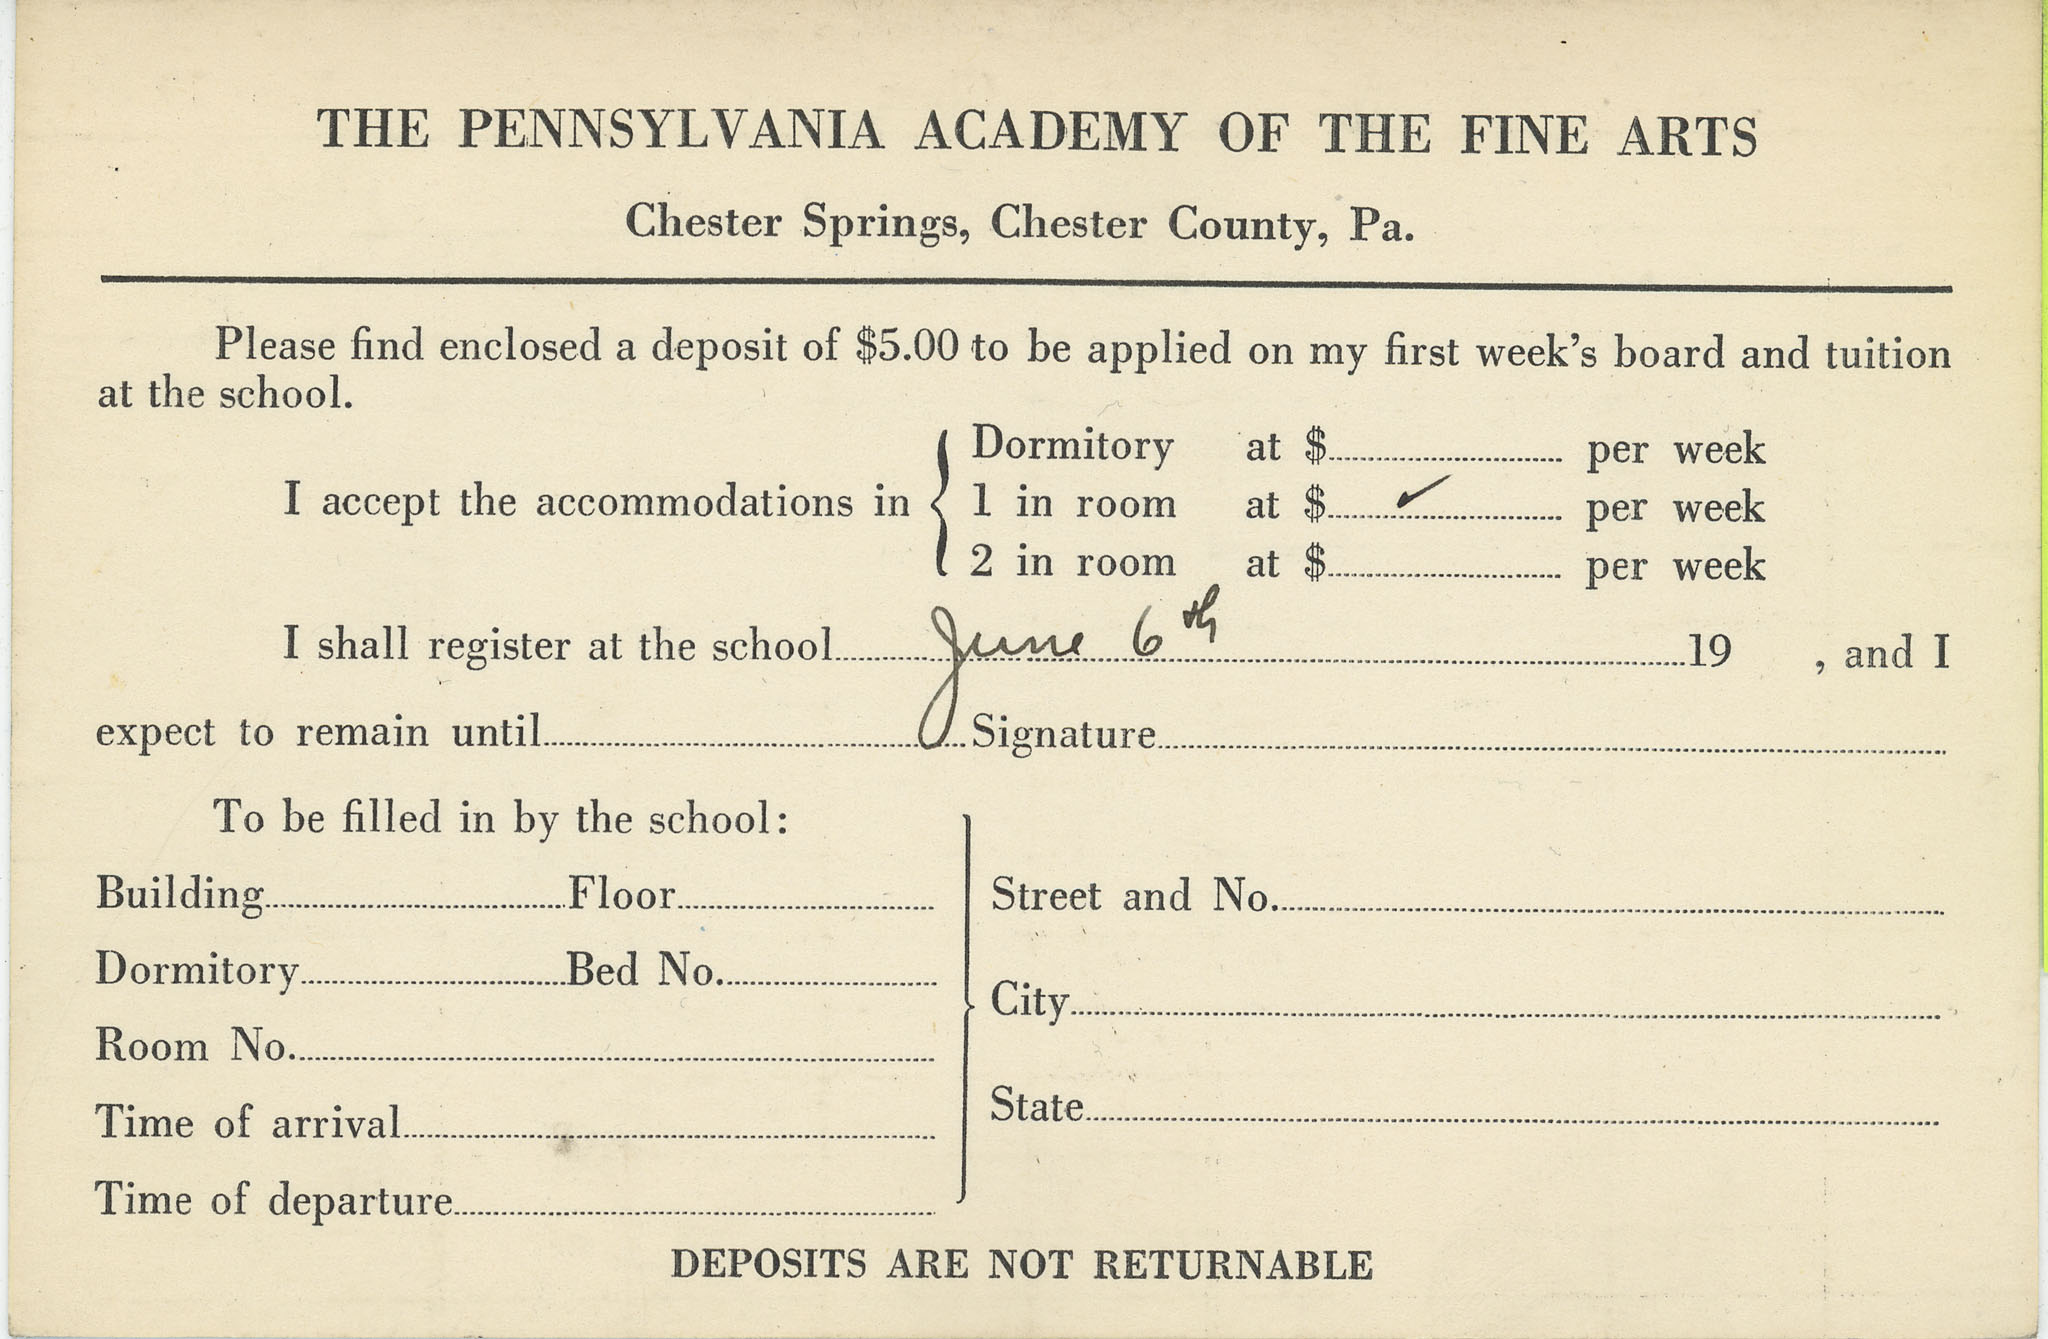 THE PENNSYLVANIA ACADEMY OF THE FINE ARTS
Chester Springs, Chester County, Pa.
Please find enclosed a deposit of $5.00 to be applied on my first week's board and tuition
at the school.
Dormitory at $ per week
I accept the accommodations in 1 in room at $ ✓ per week
2 in room at $ per week
I shall register at the school June 6th 19 , and I
expect to remain until Signature
To be filled in by the school:
Building Floor Street and No.
Dormitory Bed No.
City
Room No.
State
Time of arrival
Time of departure
DEPOSITS ARE NOT RETURNABLE